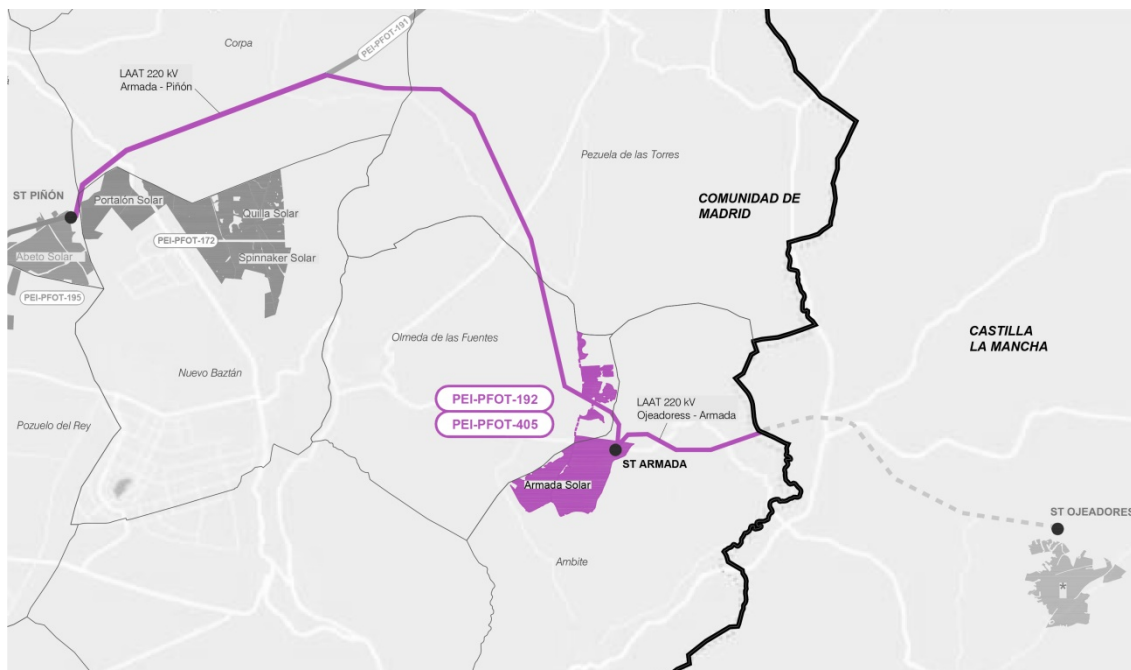 Corpa
PEI-PFOT-191
LAAT 220 kV
Armada - Piñón
Pezuela de las Torres
ST PIÑÓN
Portalón Solar
Quilla Solar
COMUNIDAD DE
MADRID
PEI-PFOT-172
Abeto Solar
Spinnaker Solar
PEI-PFOT-195
Olmeda de las Fuentes
CASTILLA
LA MANCHA
Nuevo Baztán
PEI-PFOT-192
LAAT 220 kV
Ojeadoress - Armada
Pozuelo del Rey
PEI-PFOT-405
ST ARMADA
Armada Solar
ST OJEADORES
Ambite
*